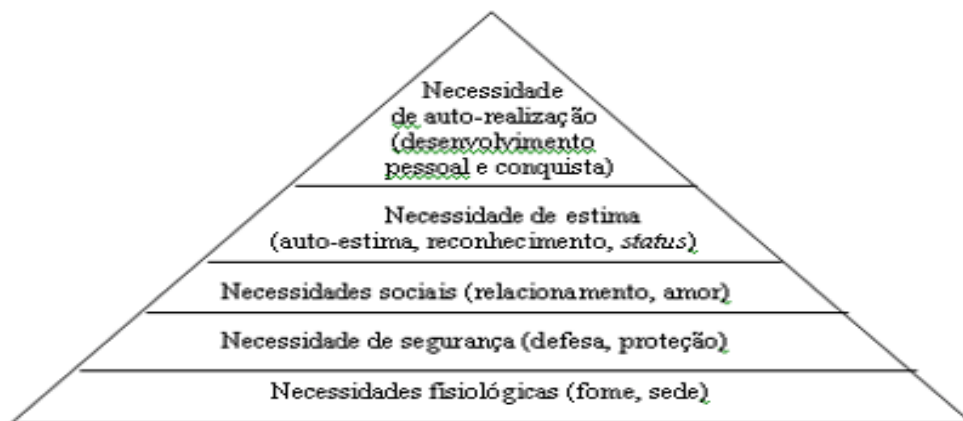 Necessidade
de auto-realização
(desenvolvimento
pessoal e conquista)
Necessidade de estima
(auto-estima, reconhecimento, status)
Necessidades sociais (relacionamento, amor)
Necessidade de segurança (defesa, proteção)
Necessidades fisiológicas (fome, sede)